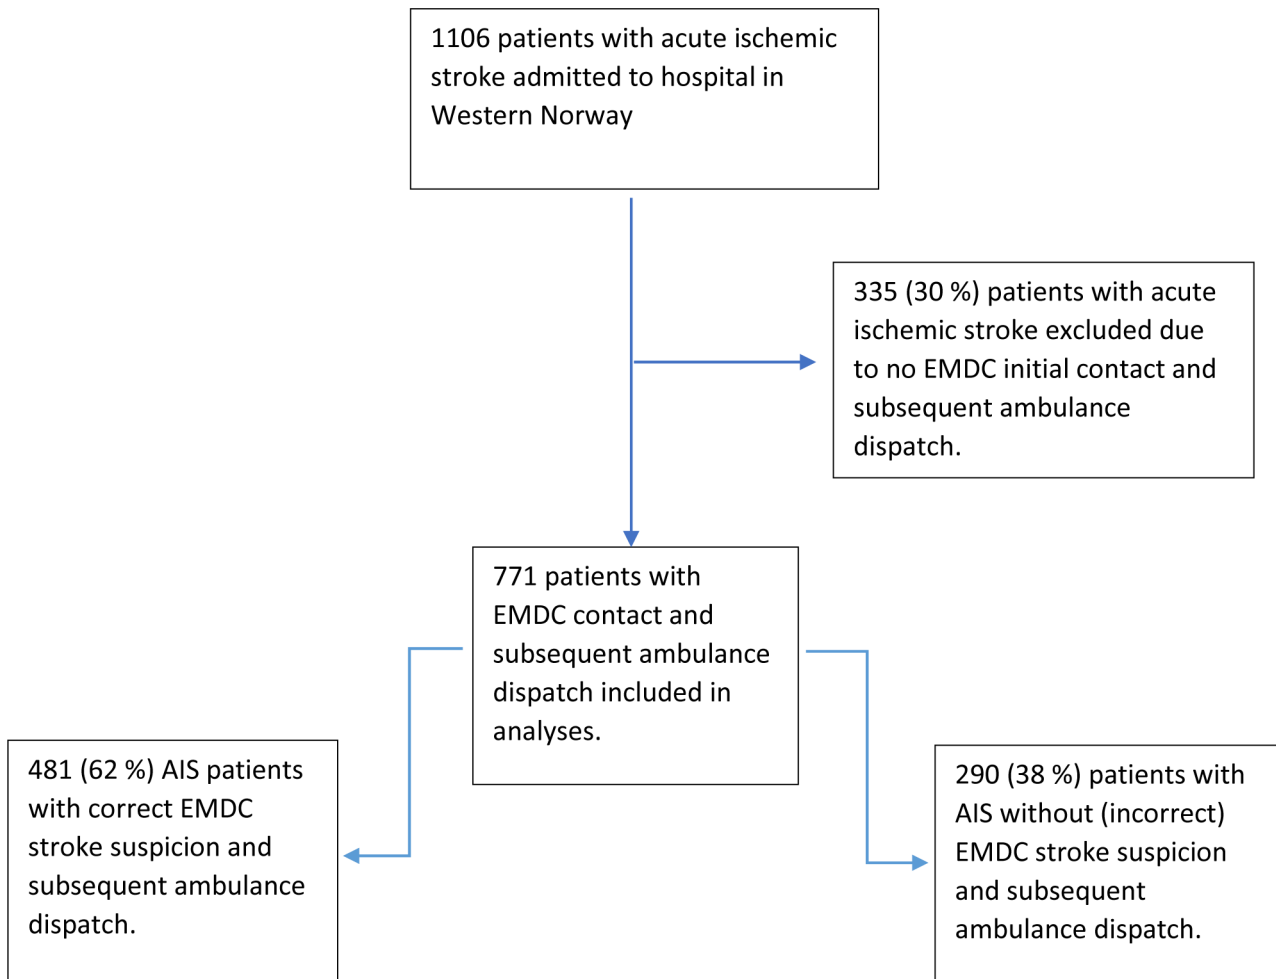 1106 patients with acute ischemic
stroke admitted to hospital in
Western Norway
335 (30 %) patients with acute
ischemic stroke excluded due
to no EMDC initial contact and
subsequent ambulance
dispatch.
771 patients with
EMDC contact and
subsequent ambulance
dispatch included in
analyses.
481 (62 %) AIS patients
with correct EMDC
stroke suspicion and
subsequent ambulance
dispatch.
290 (38 %) patients with
AIS without (incorrect)
EMDC stroke suspicion
and subsequent
ambulance dispatch.